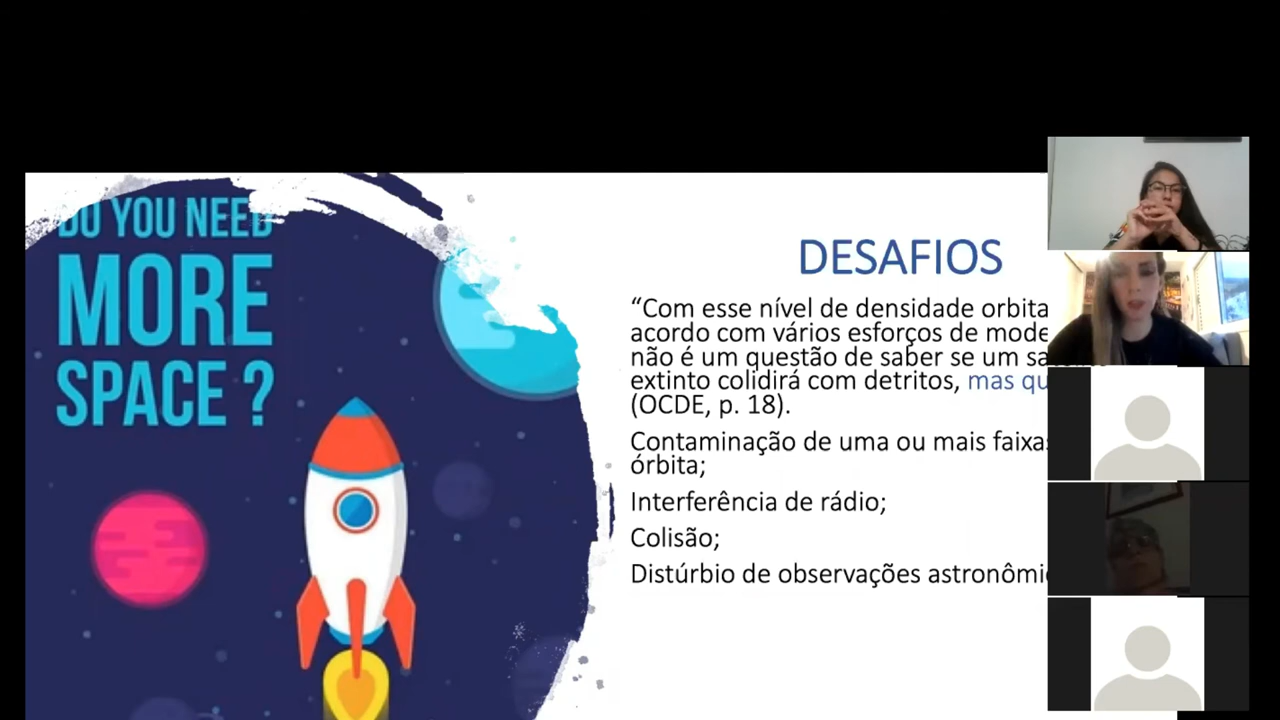 DO YOU NEED
MORE
SPACE ?
DESAFIOS
“Com esse nível de densidade orbita
acordo com vários esforços de mode
não é um questão de saber se um sa
extinto colidirá com detritos, mas qu
(OCDE, p. 18).
Contaminação de uma ou mais faixas
órbita;
Interferência de rádio;
Colisão;
Distúrbio de observações astronômi